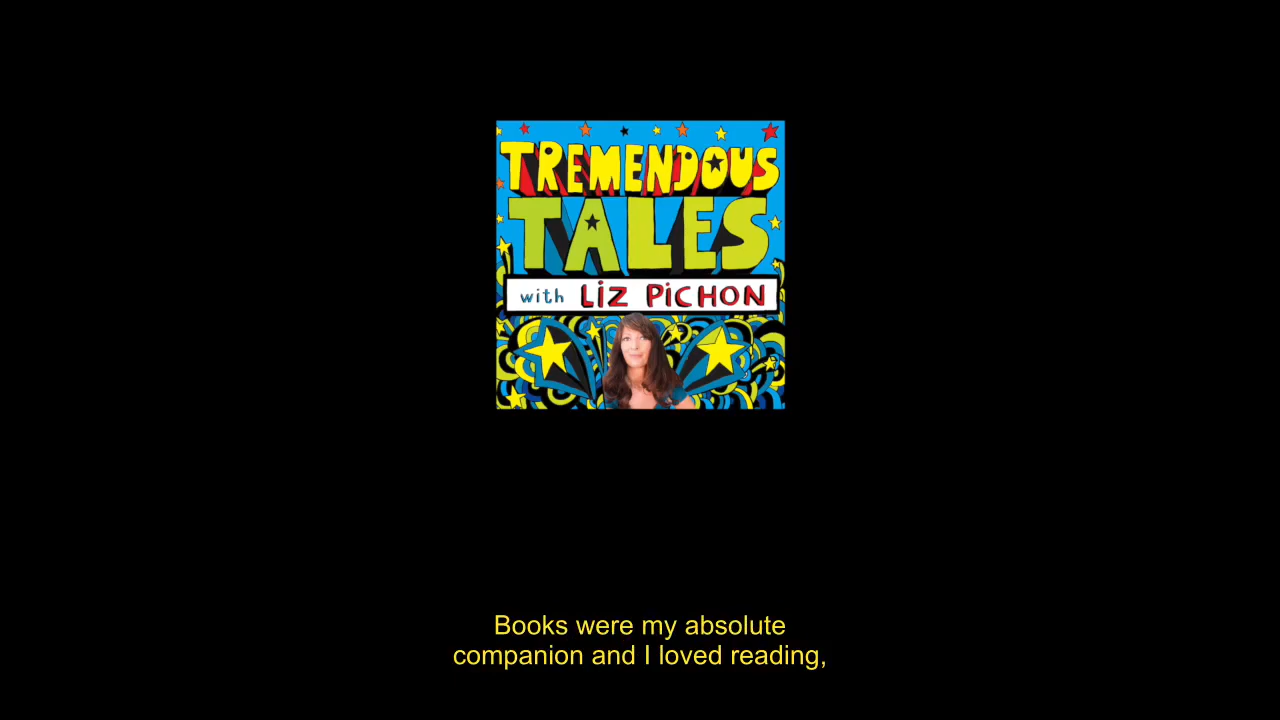 TREMENDOUS
TALES
with LiZ PiCHON
Books were my absolute
companion and I loved reading,